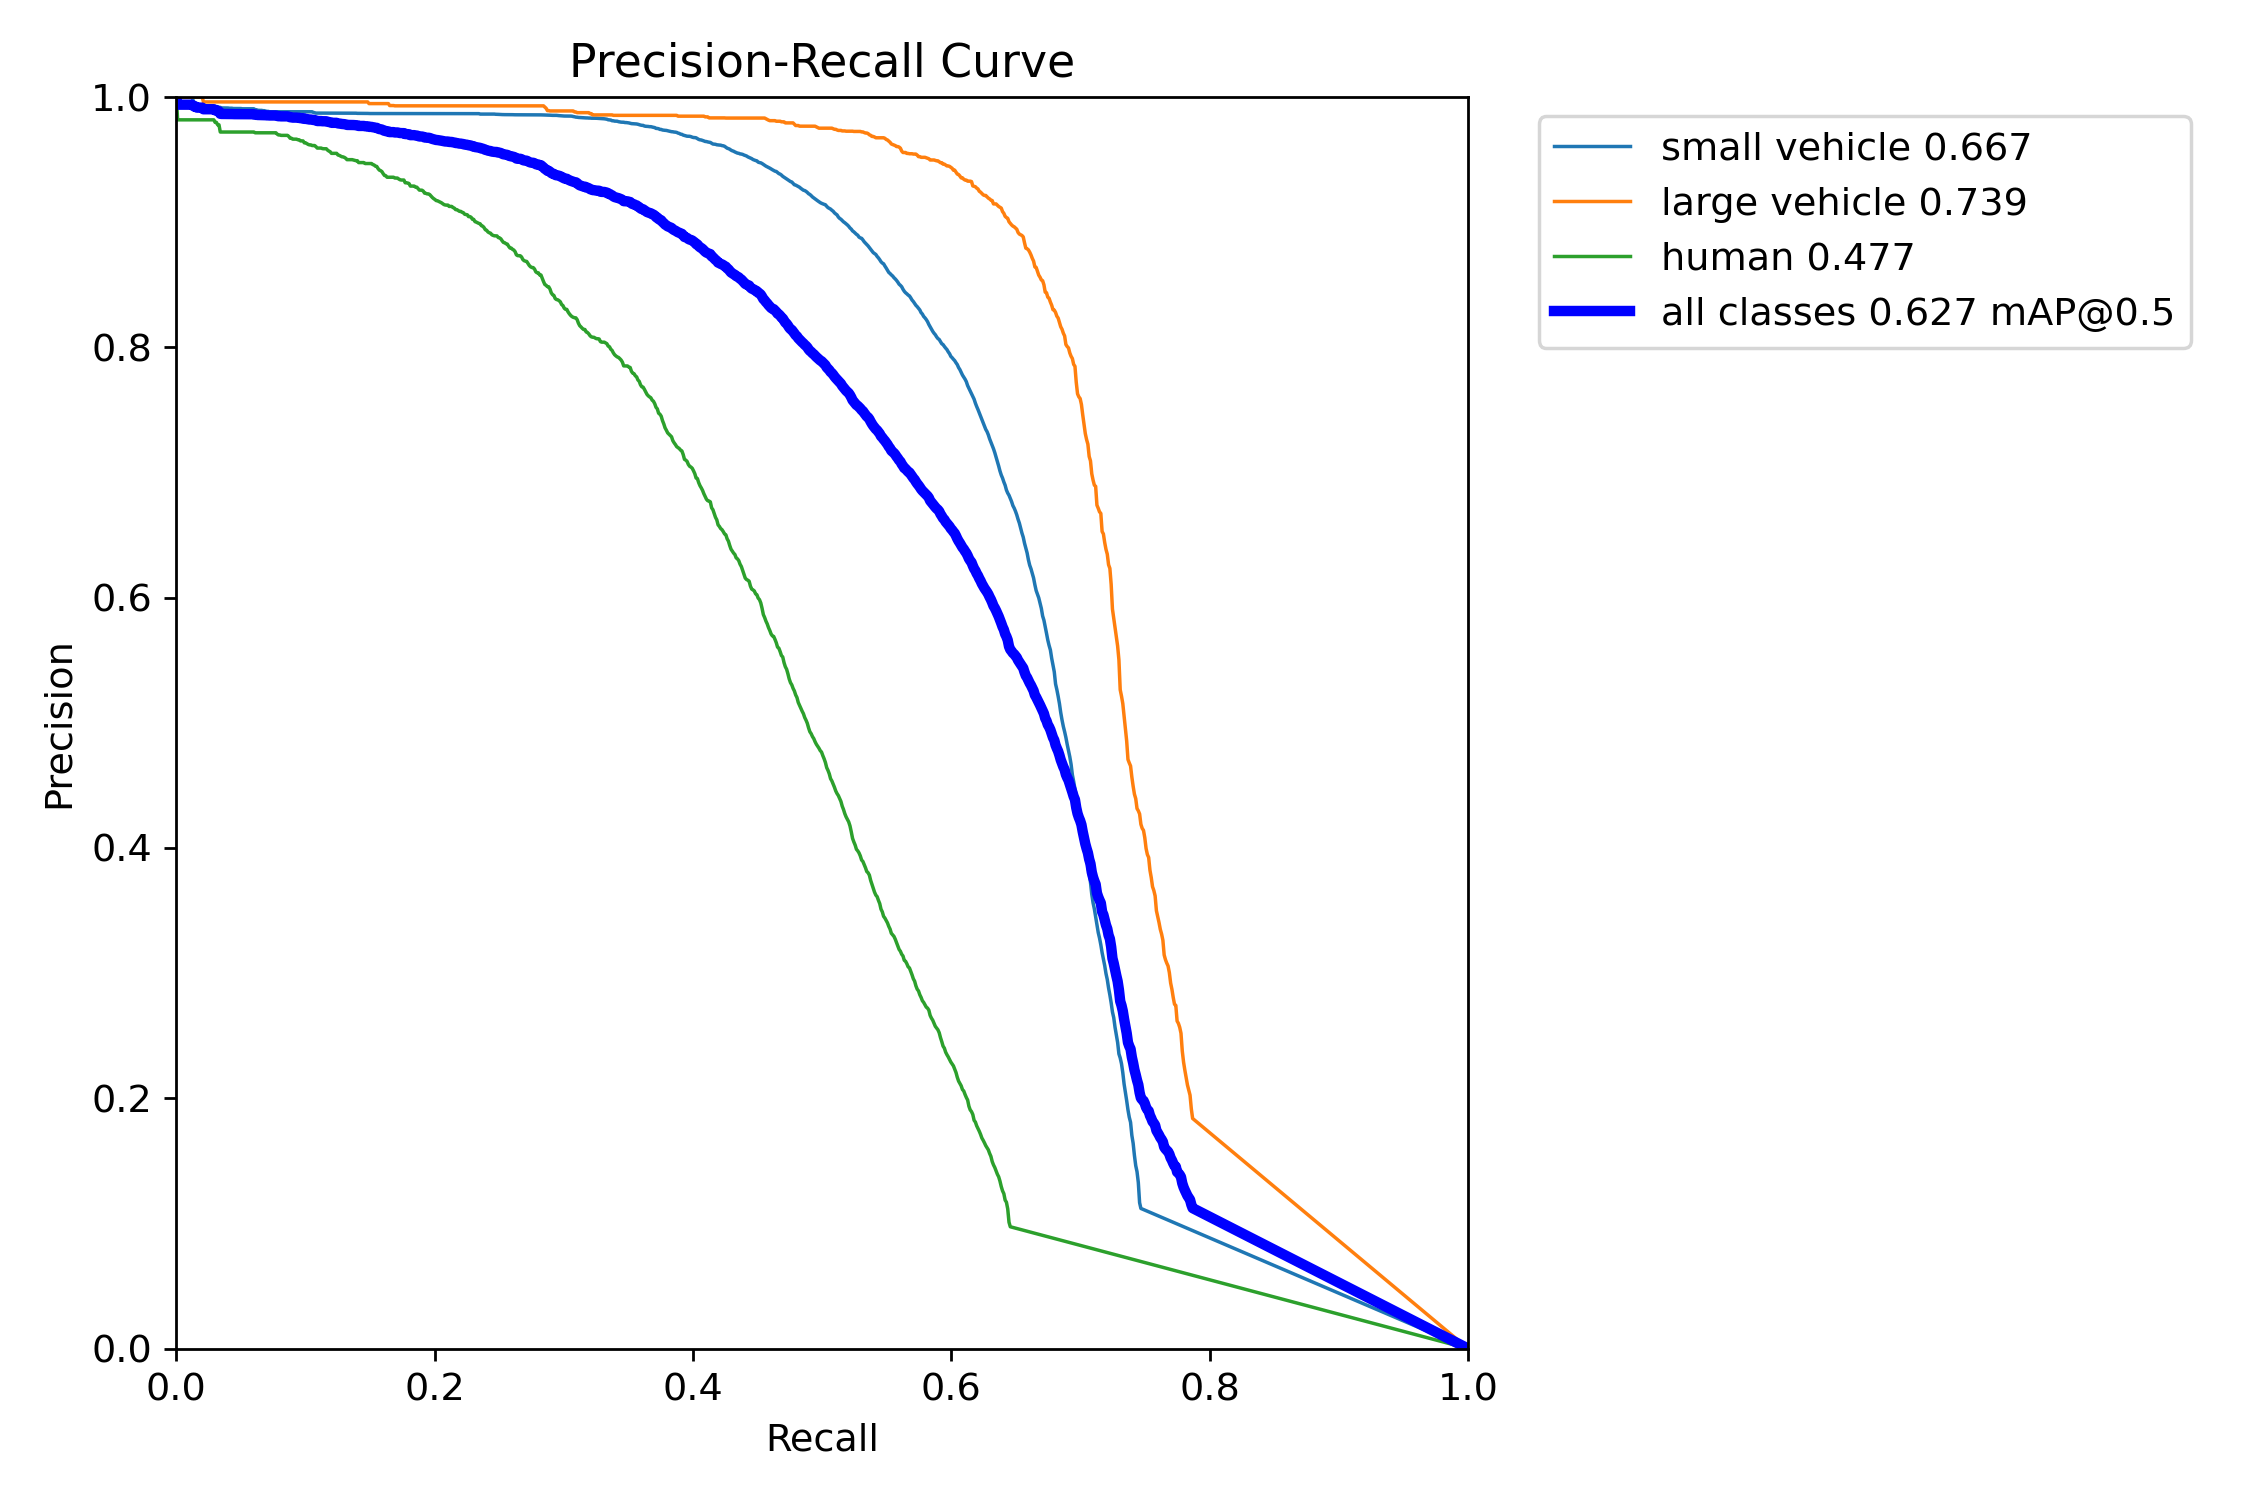 Precision-Recall Curve
1.0
0.8
0.6
0.4
0.2
0.0
Precision
0.0 0.2 0.4 0.6 0.8 1.0
Recall
small vehicle 0.667
large vehicle 0.739
human 0.477
all classes 0.627 mAP@0.5